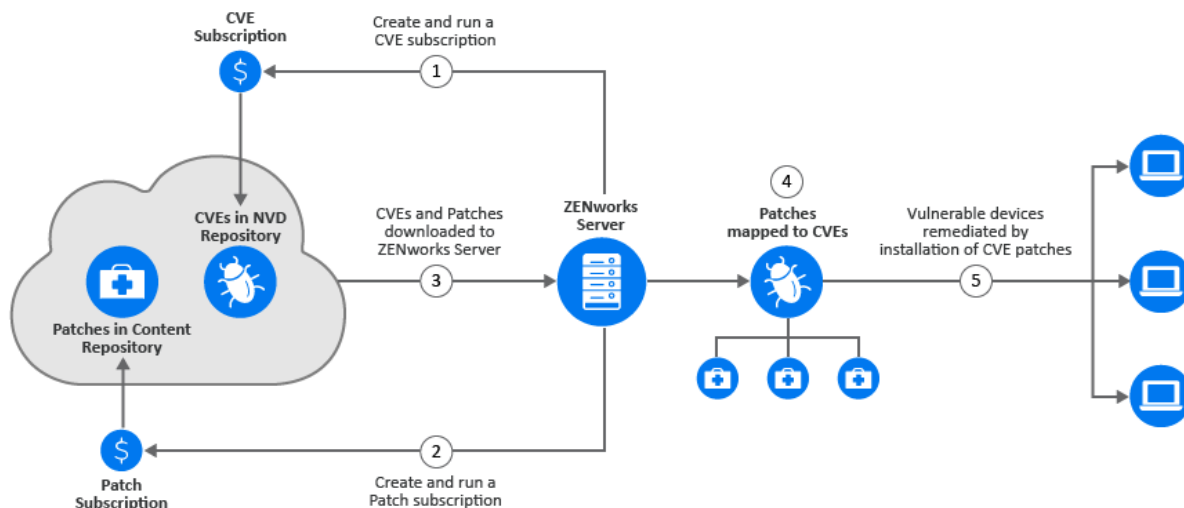 CVE
Subscription
Create and run a
CVE subscription
1
CVEs in NVD
Repository
Patches in Content
Repository
CVEs and Patches
downloaded to
ZENworks Server
3
ZENworks
Server
4
Patches
mapped to CVEs
Vulnerable devices
remediated by
installation of CVE patches
5
$
$
Patch
Subscription
2
Create and run a
Patch subscription